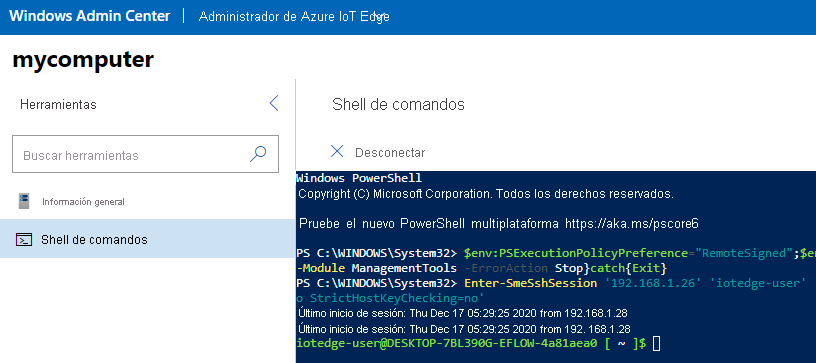 Windows Admin Center | Administrador de Azure IoT Edge
mycomputer
Herramientas
Buscar herramientas
Información general
Shell de comandos
Shell de comandos
Desconectar
Windows PowerShell
Copyright (C) Microsoft Corporation. Todos los derechos reservados.
Pruebe el nuevo PowerShell multiplataforma https://aka.ms/pscore6
PS C:\WINDOWS\System32> $env:PSExecutionPolicyPreference="RemoteSigned";$en
-Module ManagementTools -ErrorAction Stop}catch{Exit}
PS C:\WINDOWS\System32> Enter-SmeSshSession '192.168.1.26' 'iotedge-user'
o StrictHostKeyChecking=no'
Último inicio de sesión: Thu Dec 17 05:29:25 2020 from 192.168.1.28
Último inicio de sesión: Thu Dec 17 05:29:25 2020 from 192.168.1.28
iotedge-user@DESKTOP-7BL390G-EFLOW-4a81aea0 [ ~ ]$